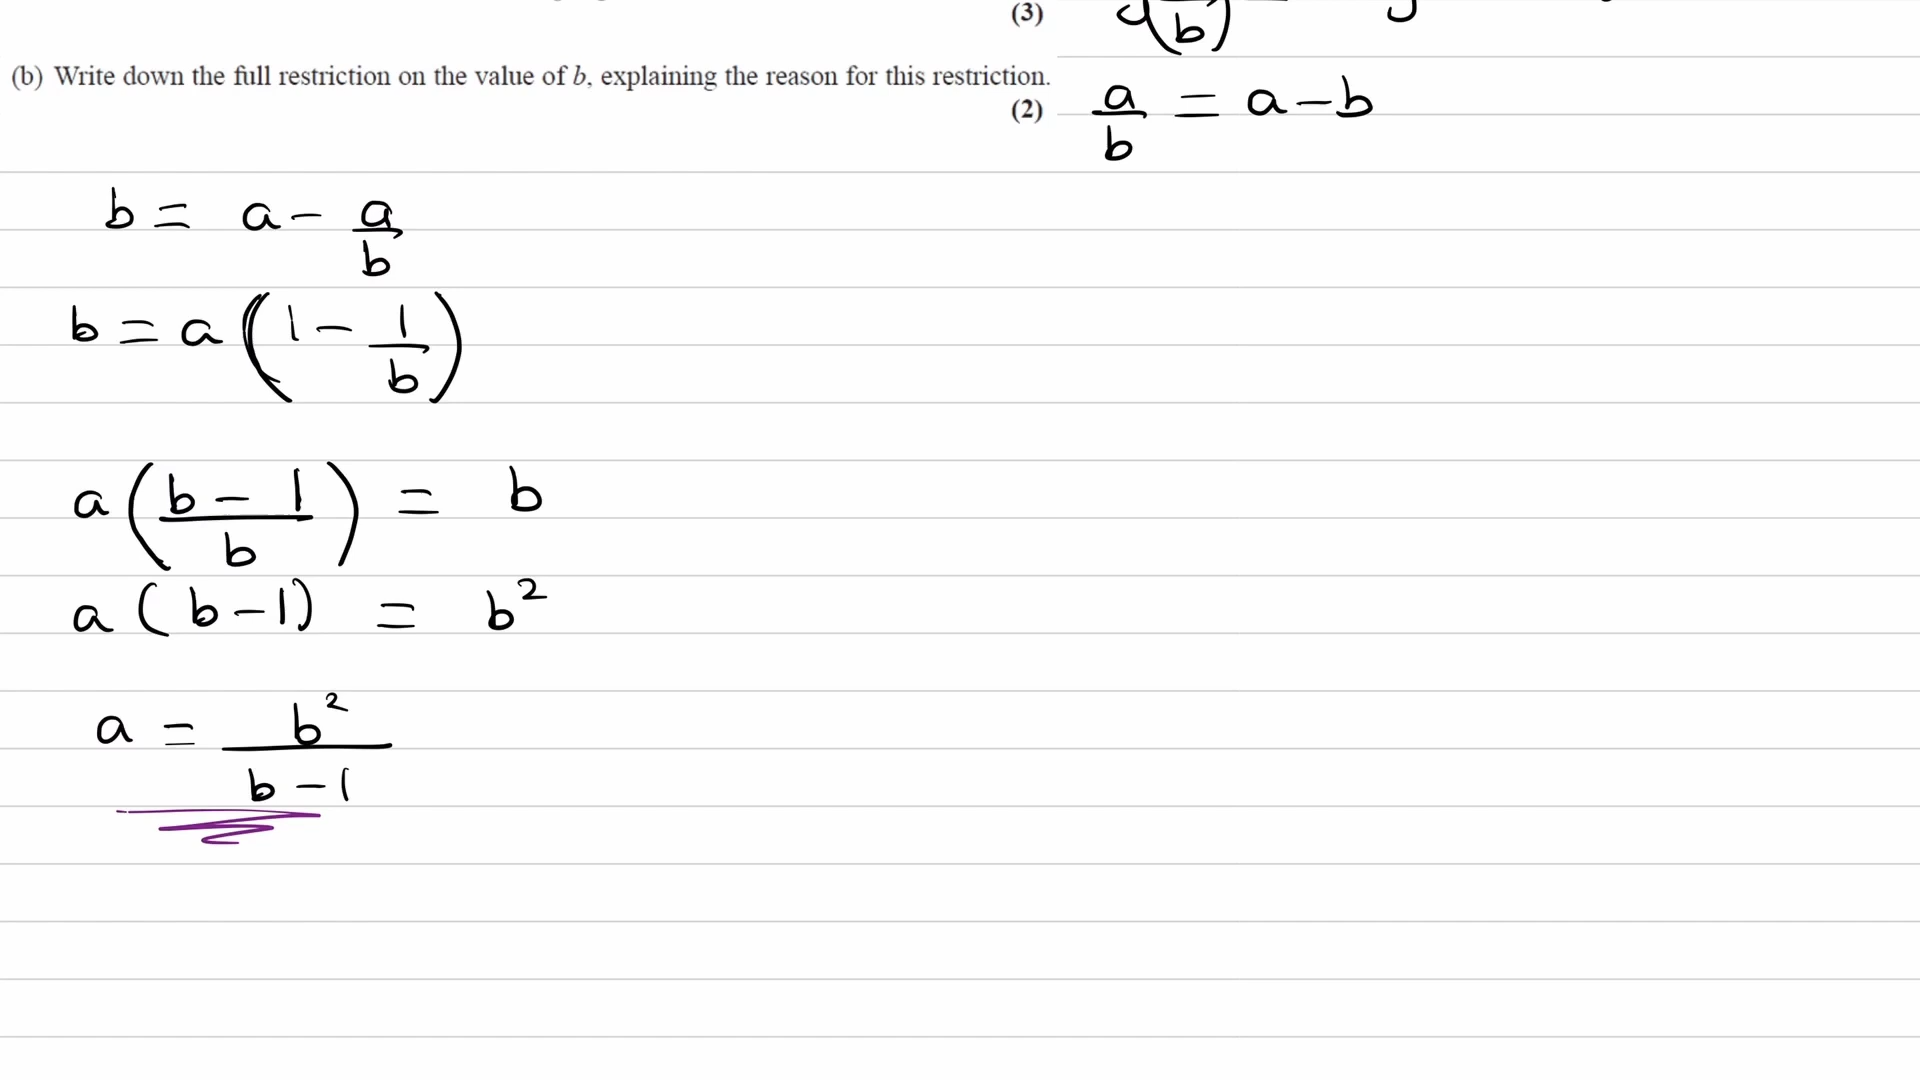 (3)
(b)
(b) Write down the full restriction on the value of b, explaining the reason for this restriction.
(2)
a/b = a - b
b = a - a/b
b = a(1 - 1/b)
a((b - 1)/b) = b
a(b-1) = b²
a = b²/(b - 1)